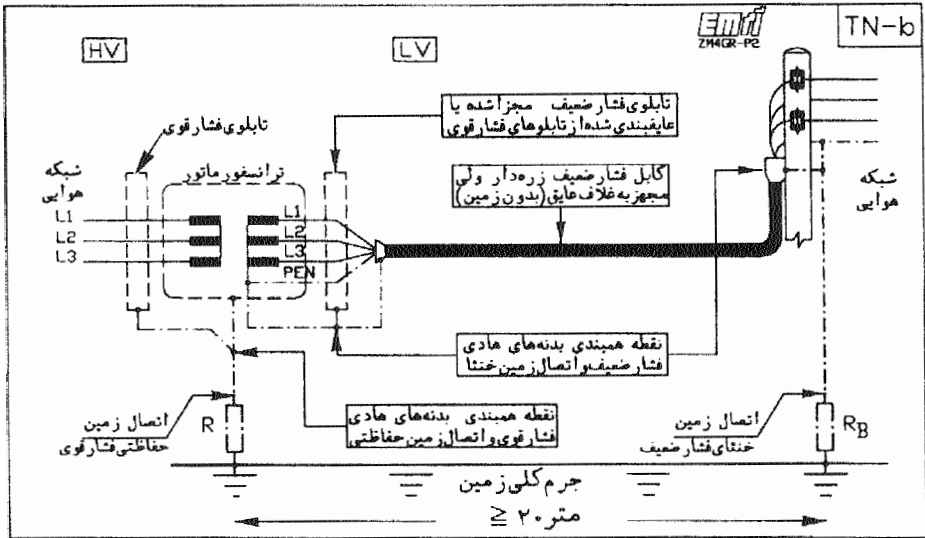 Emri
ZM4GR-P2
TN-b
HV
LV
تابلوی فشار ضعیف مجزا شده یا
عایقبندی شده از تابلوهای فشار قوی
تابلوی فشار قوی
شبکه
هوایی
ترانسفورماتور
کابل فشار ضعیف زره‌دار ولی
مجهز به غلاف عایق (بدون زمین)
شبکه
هوایی
L1
L2
L3
L1
L2
L3
PEN
نقطه همبندی بدنه‌های هادی
فشار ضعیف و اتصال زمین خنثا
نقطه همبندی بدنه‌های هادی
فشار قوی و اتصال زمین حفاظتی
اتصال زمین
حفاظتی فشار قوی
R
اتصال زمین
خنثای فشار ضعیف
RB
جرم کلی زمین
≧ ۲۰ متر